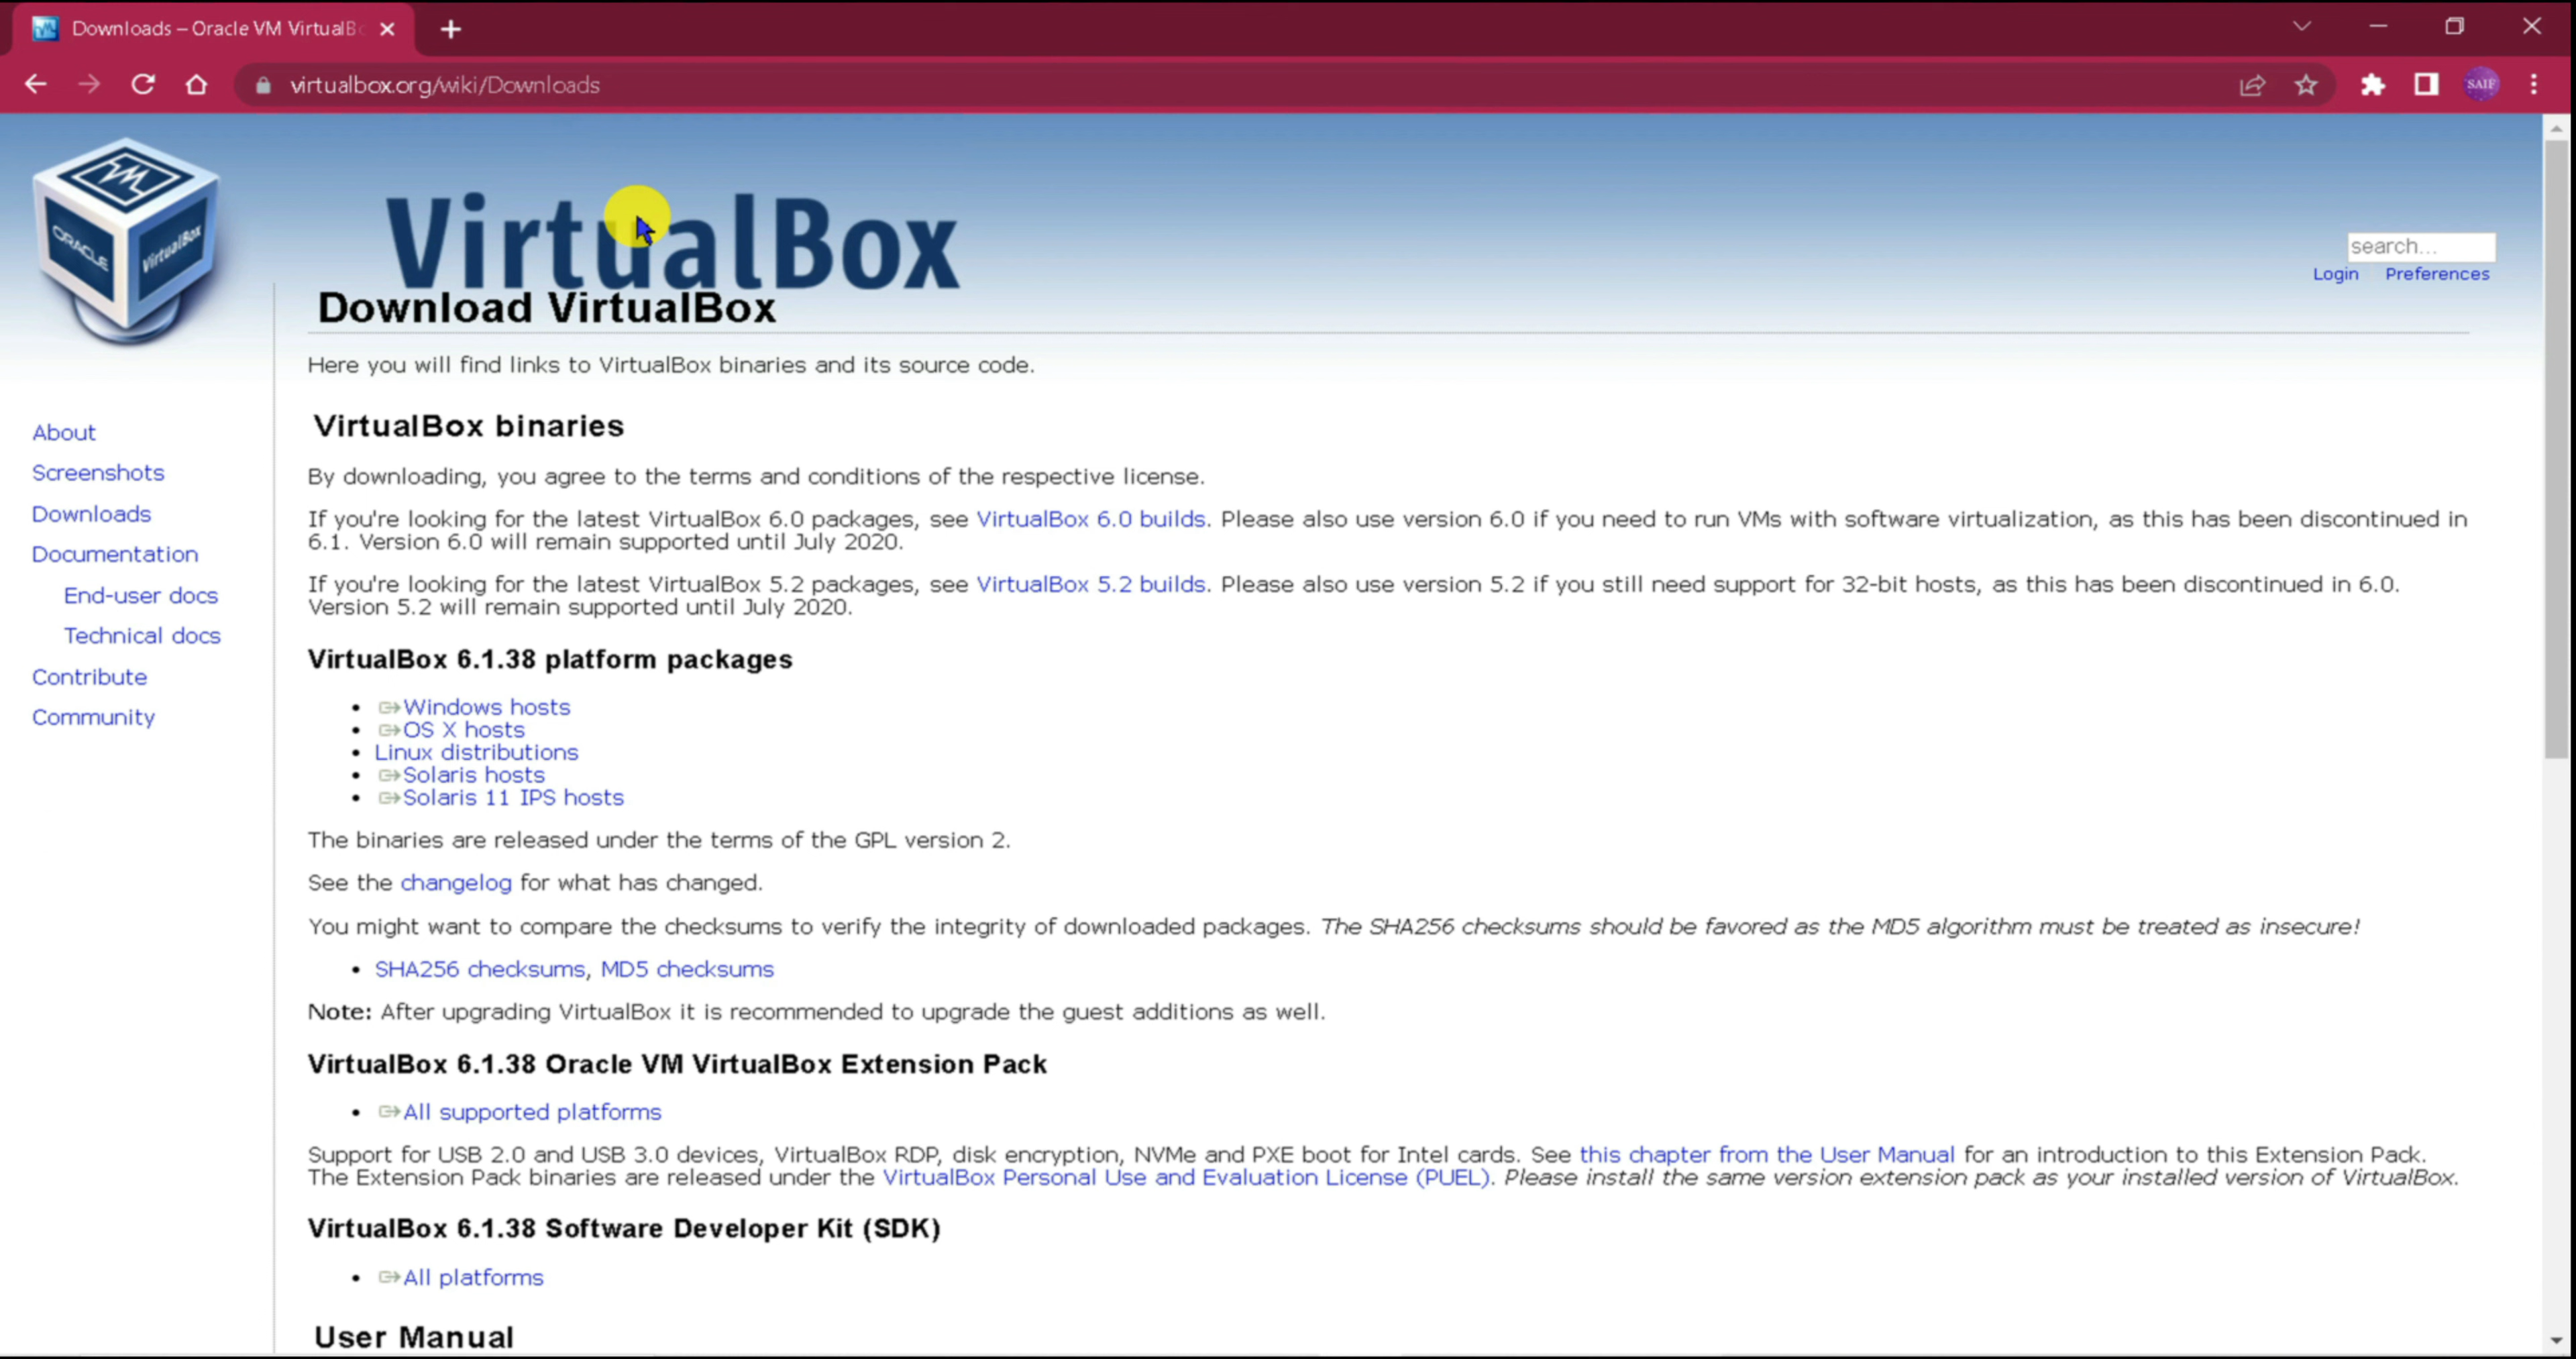 Downloads – Oracle VM VirtualB
virtualbox.org/wiki/Downloads
SAIF
ORACLE
VirtualBox
VirtualBox
search...
Login Preferences
Download VirtualBox
Here you will find links to VirtualBox binaries and its source code.
About
Screenshots
Downloads
Documentation
End-user docs
Technical docs
Contribute
Community
VirtualBox binaries
By downloading, you agree to the terms and conditions of the respective license.
If you're looking for the latest VirtualBox 6.0 packages, see VirtualBox 6.0 builds. Please also use version 6.0 if you need to run VMs with software virtualization, as this has been discontinued in
6.1. Version 6.0 will remain supported until July 2020.
If you're looking for the latest VirtualBox 5.2 packages, see VirtualBox 5.2 builds. Please also use version 5.2 if you still need support for 32-bit hosts, as this has been discontinued in 6.0.
Version 5.2 will remain supported until July 2020.
VirtualBox 6.1.38 platform packages
Windows hosts
OS X hosts
Linux distributions
Solaris hosts
Solaris 11 IPS hosts
The binaries are released under the terms of the GPL version 2.
See the changelog for what has changed.
You might want to compare the checksums to verify the integrity of downloaded packages. The SHA256 checksums should be favored as the MD5 algorithm must be treated as insecure!
SHA256 checksums, MD5 checksums
Note: After upgrading VirtualBox it is recommended to upgrade the guest additions as well.
VirtualBox 6.1.38 Oracle VM VirtualBox Extension Pack
All supported platforms
Support for USB 2.0 and USB 3.0 devices, VirtualBox RDP, disk encryption, NVMe and PXE boot for Intel cards. See this chapter from the User Manual for an introduction to this Extension Pack.
The Extension Pack binaries are released under the VirtualBox Personal Use and Evaluation License (PUEL). Please install the same version extension pack as your installed version of VirtualBox.
VirtualBox 6.1.38 Software Developer Kit (SDK)
All platforms
User Manual